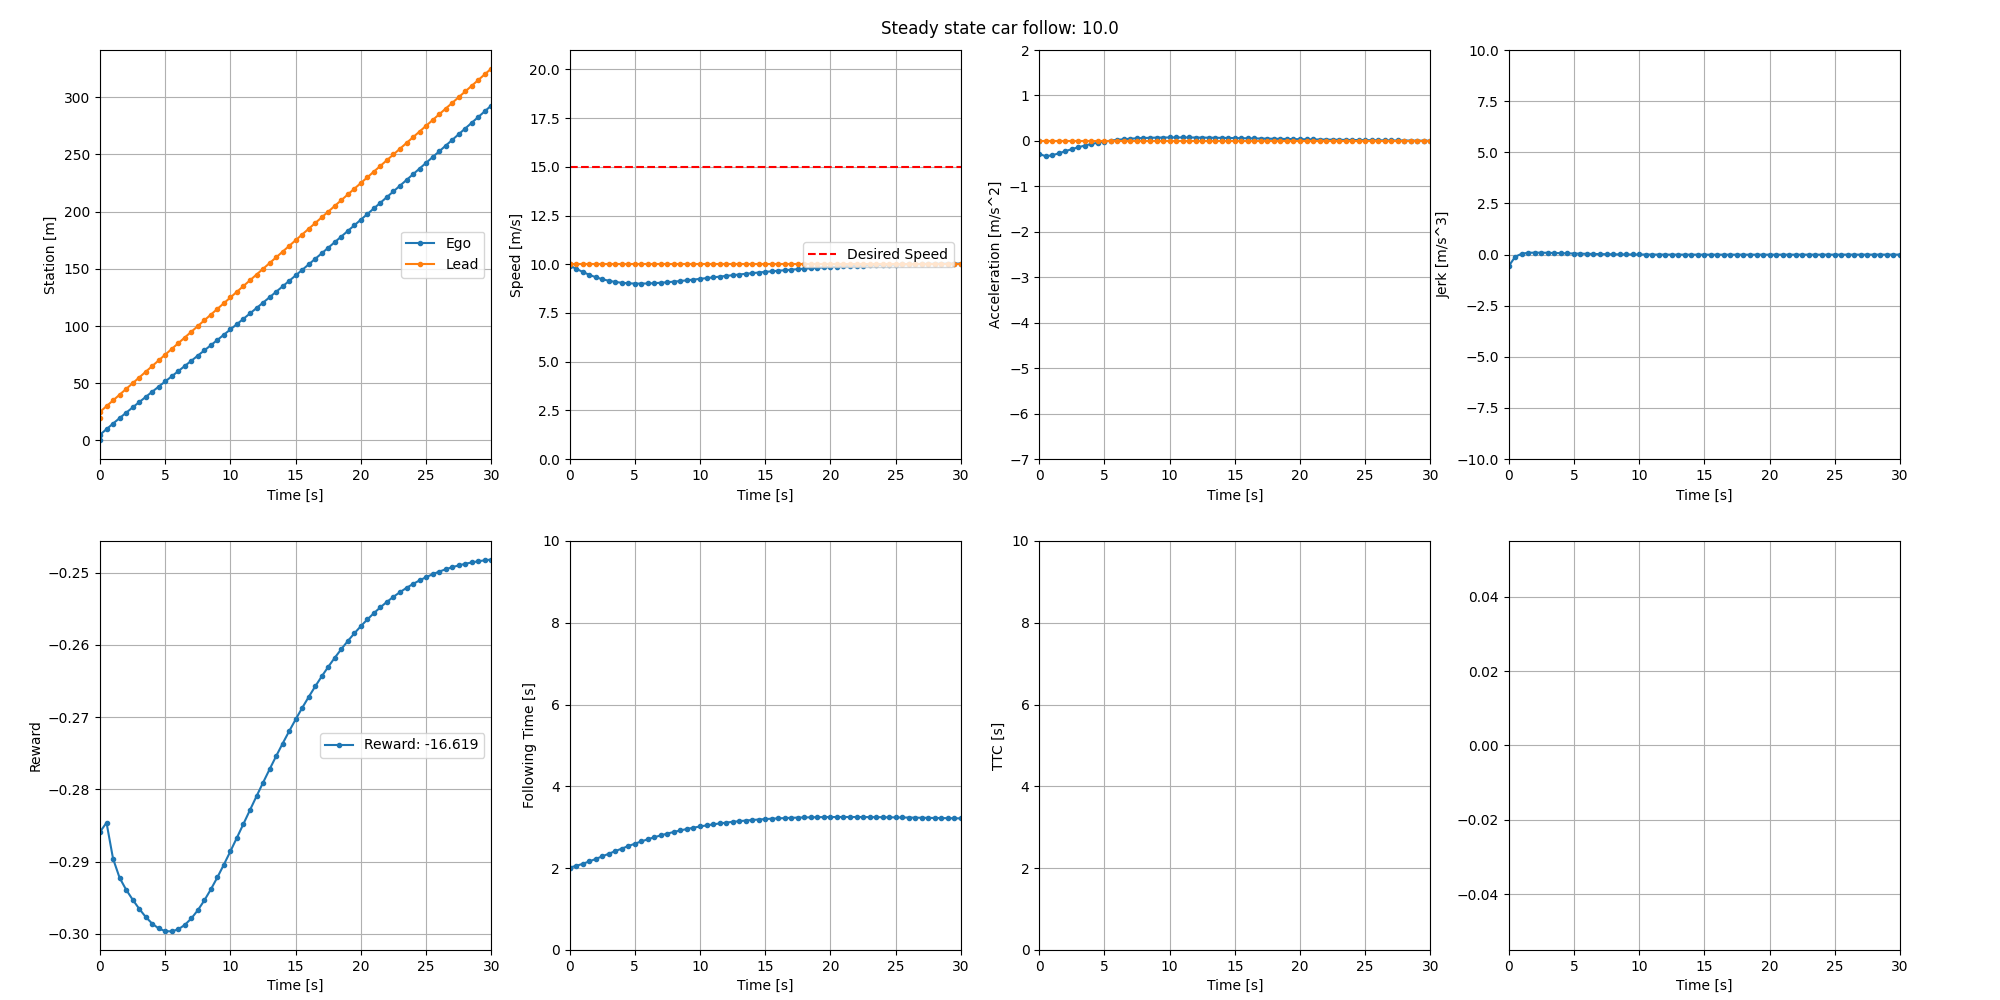 Steady state car follow: 10.0
Station [m]
300
250
200
150
100
50
0
Ego
Lead
0 5 10 15 20 25 30
Time [s]
Speed [m/s]
20.0
17.5
15.0
12.5
10.0
7.5
5.0
2.5
0.0
Desired Speed
0 5 10 15 20 25 30
Time [s]
Acceleration [m/s^2]
2
1
0
−1
−2
−3
−4
−5
−6
−7
0 5 10 15 20 25 30
Time [s]
Jerk [m/s^3]
10.0
7.5
5.0
2.5
0.0
−2.5
−5.0
−7.5
−10.0
0 5 10 15 20 25 30
Time [s]
Reward
−0.25
−0.26
−0.27
−0.28
−0.29
−0.30
Reward: -16.619
0 5 10 15 20 25 30
Time [s]
Following Time [s]
10
8
6
4
2
0
0 5 10 15 20 25 30
Time [s]
TTC [s]
10
8
6
4
2
0
0 5 10 15 20 25 30
Time [s]
0.04
0.02
0.00
−0.02
−0.04
0 5 10 15 20 25 30
Time [s]